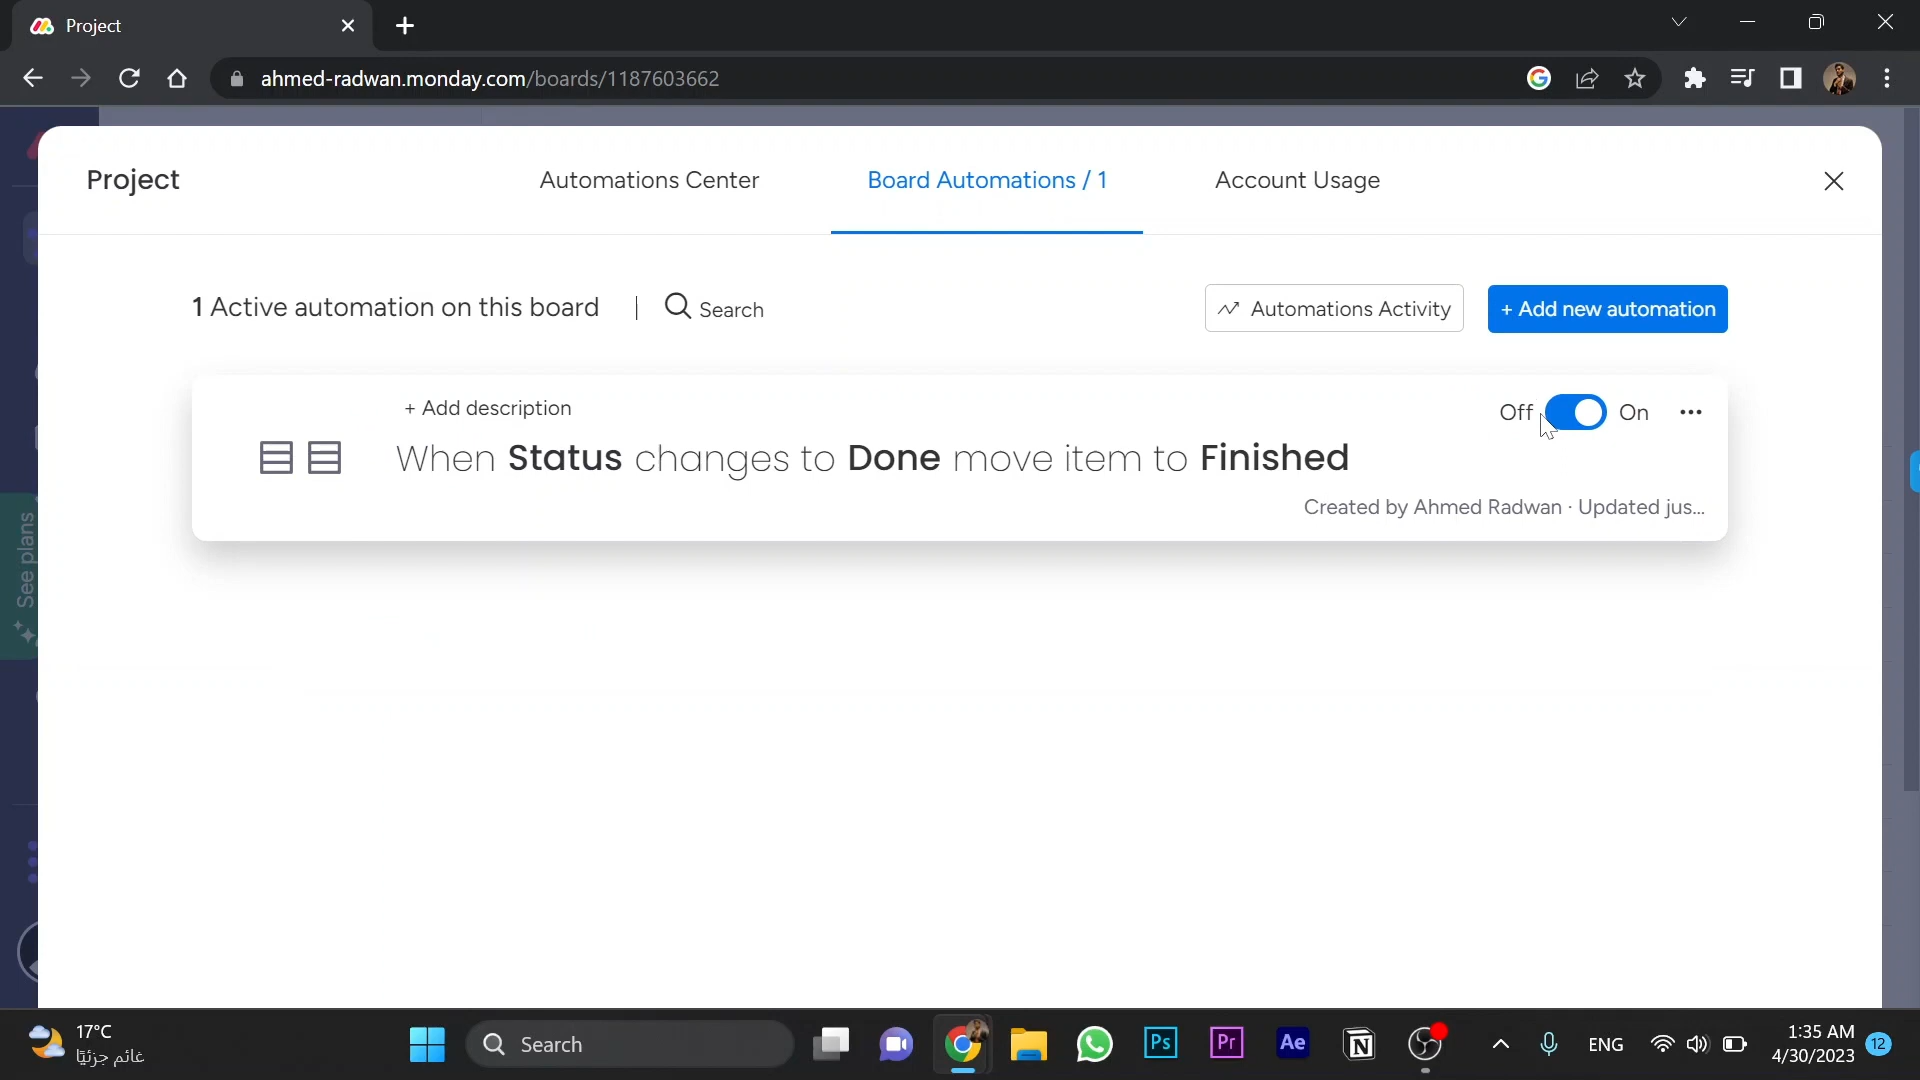 Project
ahmed-radwan.monday.com/boards/1187603662
Project
Automations Center
Board Automations / 1
Account Usage
1 Active automation on this board
Search
Automations Activity
+ Add new automation
+ Add description
Off
On
When Status changes to Done move item to Finished
Created by Ahmed Radwan · Updated jus...
See plans
17°C
غائم جزئيًا
Search
Ps
Pr
Ae
ENG
1:35 AM
4/30/2023
12